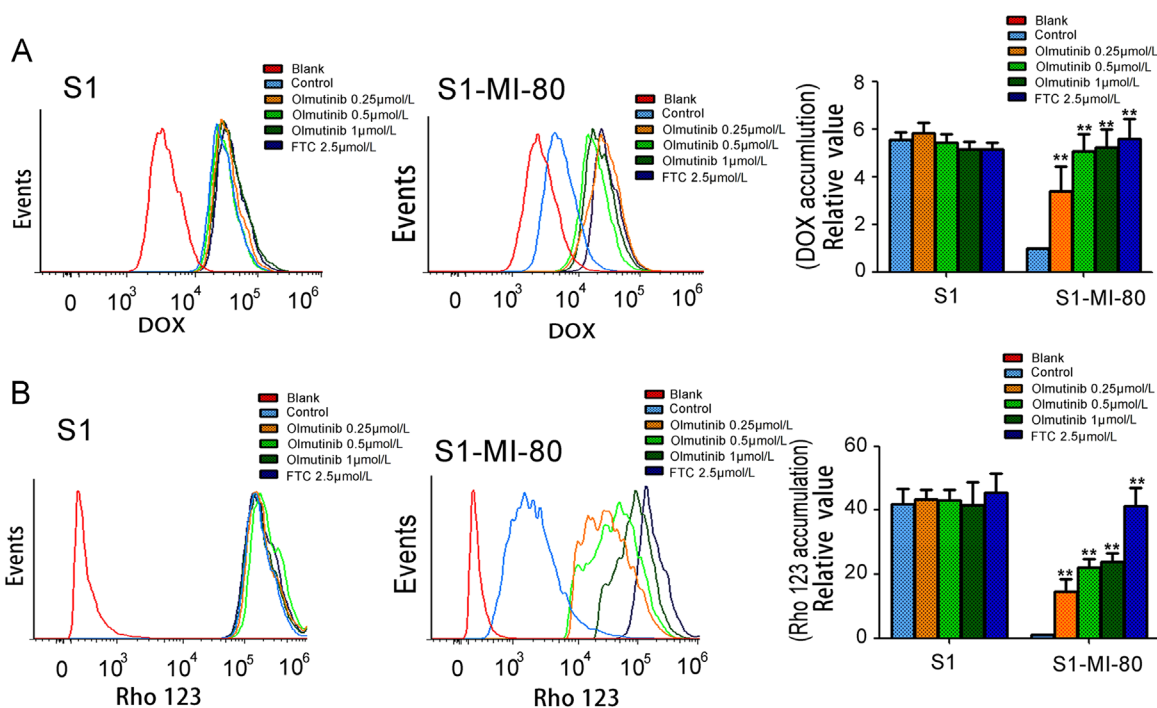 A
S1
Blank
Control
Olmutinib 0.25μmol/L
Olmutinib 0.5μmol/L
Olmutinib 1μmol/L
FTC 2.5μmol/L
Events
0 10³ 10⁴ 10⁵ 10⁶
DOX
S1-MI-80
Blank
Control
Olmutinib 0.25μmol/L
Olmutinib 0.5μmol/L
Olmutinib 1μmol/L
FTC 2.5μmol/L
Events
0 10³ 10⁴ 10⁵ 10⁶
DOX
Blank
Control
Olmutinib 0.25μmol/L
Olmutinib 0.5μmol/L
Olmutinib 1μmol/L
FTC 2.5μmol/L
(DOX accumlution)
Relative value
8
6
4
2
0
** ** ** **
S1 S1-MI-80
B
S1
Blank
Control
Olmutinib 0.25μmol/L
Olmutinib 0.5μmol/L
Olmutinib 1μmol/L
FTC 2.5μmol/L
Events
0 10³ 10⁴ 10⁵ 10⁶
Rho 123
S1-MI-80
Blank
Control
Olmutinib 0.25μmol/L
Olmutinib 0.5μmol/L
Olmutinib 1μmol/L
FTC 2.5μmol/L
Events
0 10³ 10⁴ 10⁵ 10⁶
Rho 123
Blank
Control
Olmutinib 0.25μmol/L
Olmutinib 0.5μmol/L
Olmutinib 1μmol/L
FTC 2.5μmol/L
(Rho 123 accumulation)
Relative value
60
40
20
0
** ** ** **
S1 S1-MI-80